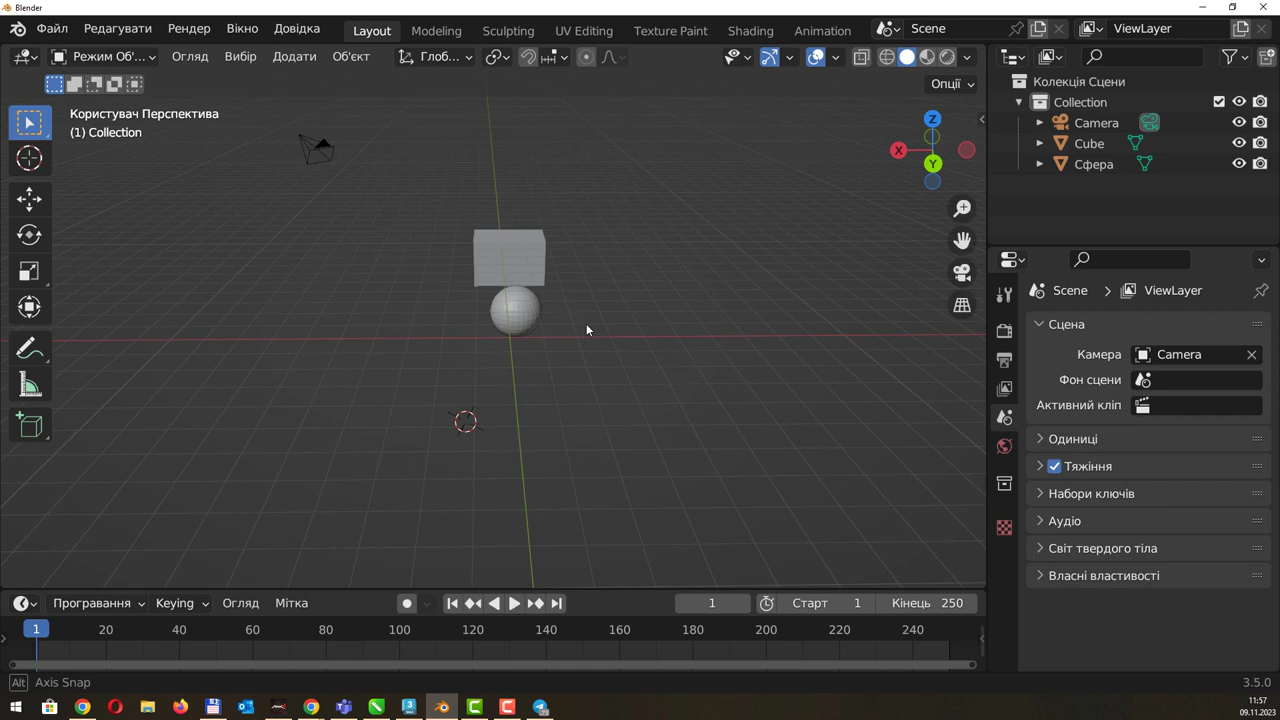 Blender
Файл Редагувати Рендер Вікно Довідка Layout Modeling Sculpting UV Editing Texture Paint Shading Animation Scene ViewLayer
Режим Об'... Огляд Вибір Додати Об'єкт Глоб...
Опції
Користувач Перспектива
(1) Collection
Z
X
Y
Колекція Сцени
Collection
Camera
Cube
Сфера
Scene > ViewLayer
Сцена
Камера Camera
Фон сцени
Активний кліп
Одиниці
Тяжіння
Набори ключів
Аудіо
Світ твердого тіла
Власні властивості
Програвання Keying Огляд Мітка 1 Старт 1 Кінець 250
1 20 40 60 80 100 120 140 160 180 200 220 240
Alt Axis Snap 3.5.0
11:57
09.11.2023